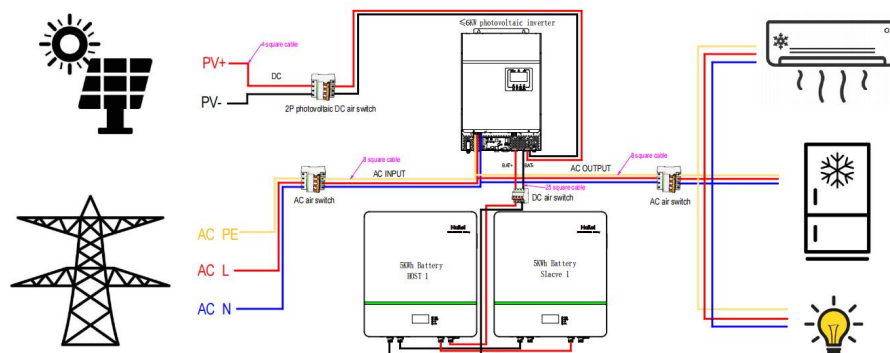 ≤6KW photovoltaic inverter
4 square cable
PV+
DC
PV-
2P photovoltaic DC air switch
BAT+
BAT-
8 square cable
AC INPUT
AC OUTPUT
8 square cable
AC air switch
25 square cable
DC air switch
AC air switch
AC PE
AC L
AC N
5KWh Battery
HOST 1
5KWh Battery
Slacve 1